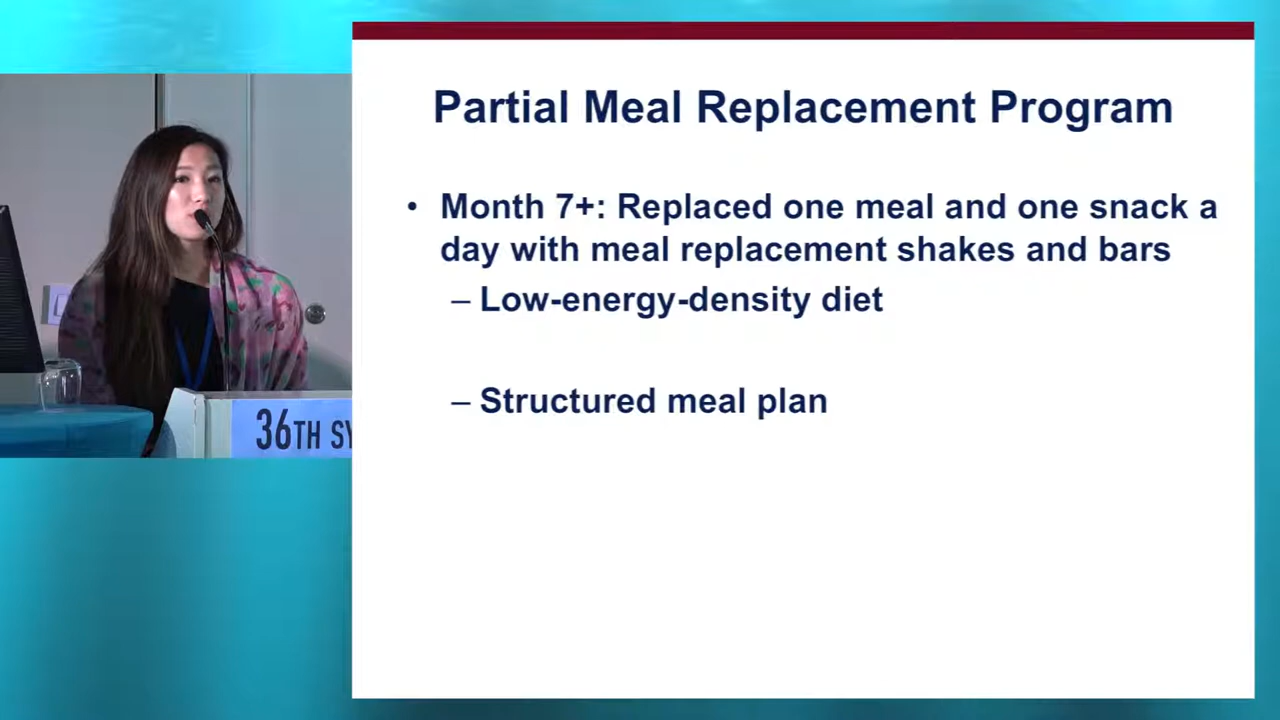 Partial Meal Replacement Program
• Month 7+: Replaced one meal and one snack a
day with meal replacement shakes and bars
– Low-energy-density diet
– Structured meal plan
36TH SY